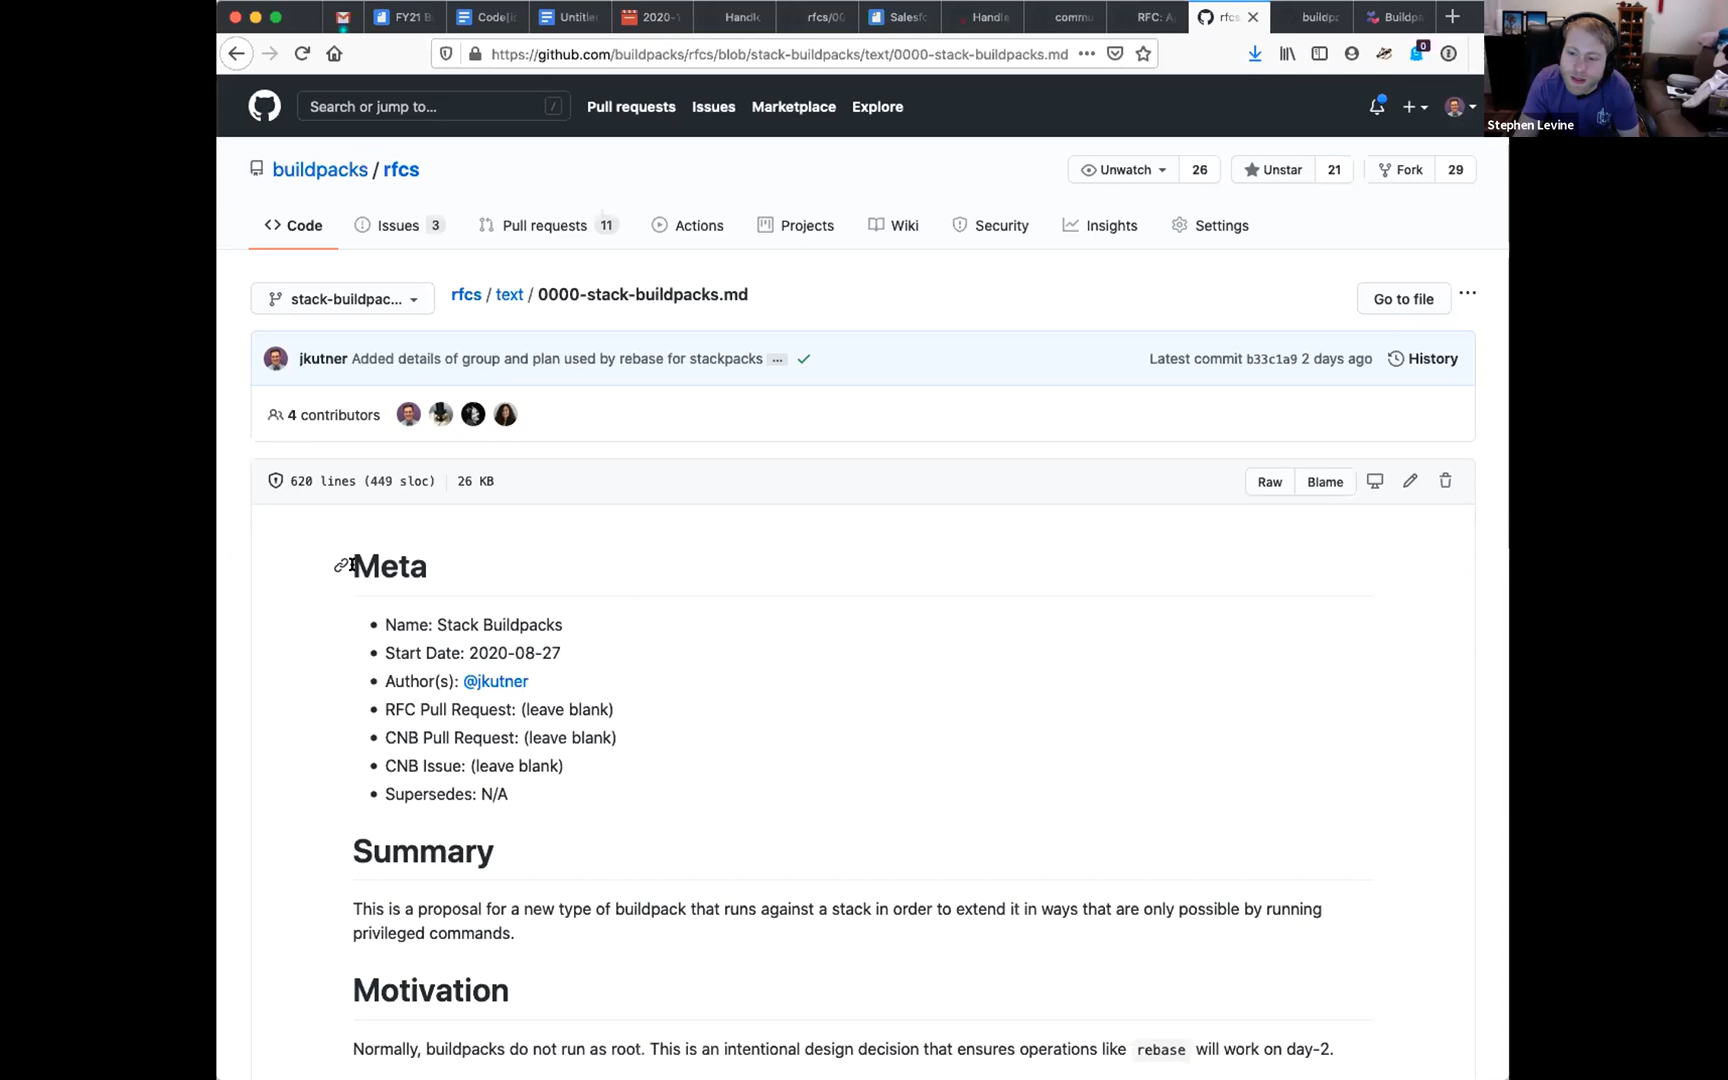 FY21 B
Code[i
Untitle
2020-1
Handle
rfcs/00
Salesfo
Handle
commu
RFC: A
rfcs
buildpa
Buildpa
https://github.com/buildpacks/rfcs/blob/stack-buildpacks/text/0000-stack-buildpacks.md
0
Stephen Levine
Search or jump to…
/
Pull requests
Issues
Marketplace
Explore
buildpacks / rfcs
Unwatch 26
Unstar 21
Fork 29
Code
Issues 3
Pull requests 11
Actions
Projects
Wiki
Security
Insights
Settings
stack-buildpac…
rfcs / text / 0000-stack-buildpacks.md
Go to file
jkutner Added details of group and plan used by rebase for stackpacks
Latest commit b33c1a9 2 days ago
History
4 contributors
620 lines (449 sloc) 26 KB
Raw
Blame
Meta
• Name: Stack Buildpacks
• Start Date: 2020-08-27
• Author(s): @jkutner
• RFC Pull Request: (leave blank)
• CNB Pull Request: (leave blank)
• CNB Issue: (leave blank)
• Supersedes: N/A
Summary
This is a proposal for a new type of buildpack that runs against a stack in order to extend it in ways that are only possible by running
privileged commands.
Motivation
Normally, buildpacks do not run as root. This is an intentional design decision that ensures operations like rebase will work on day-2.